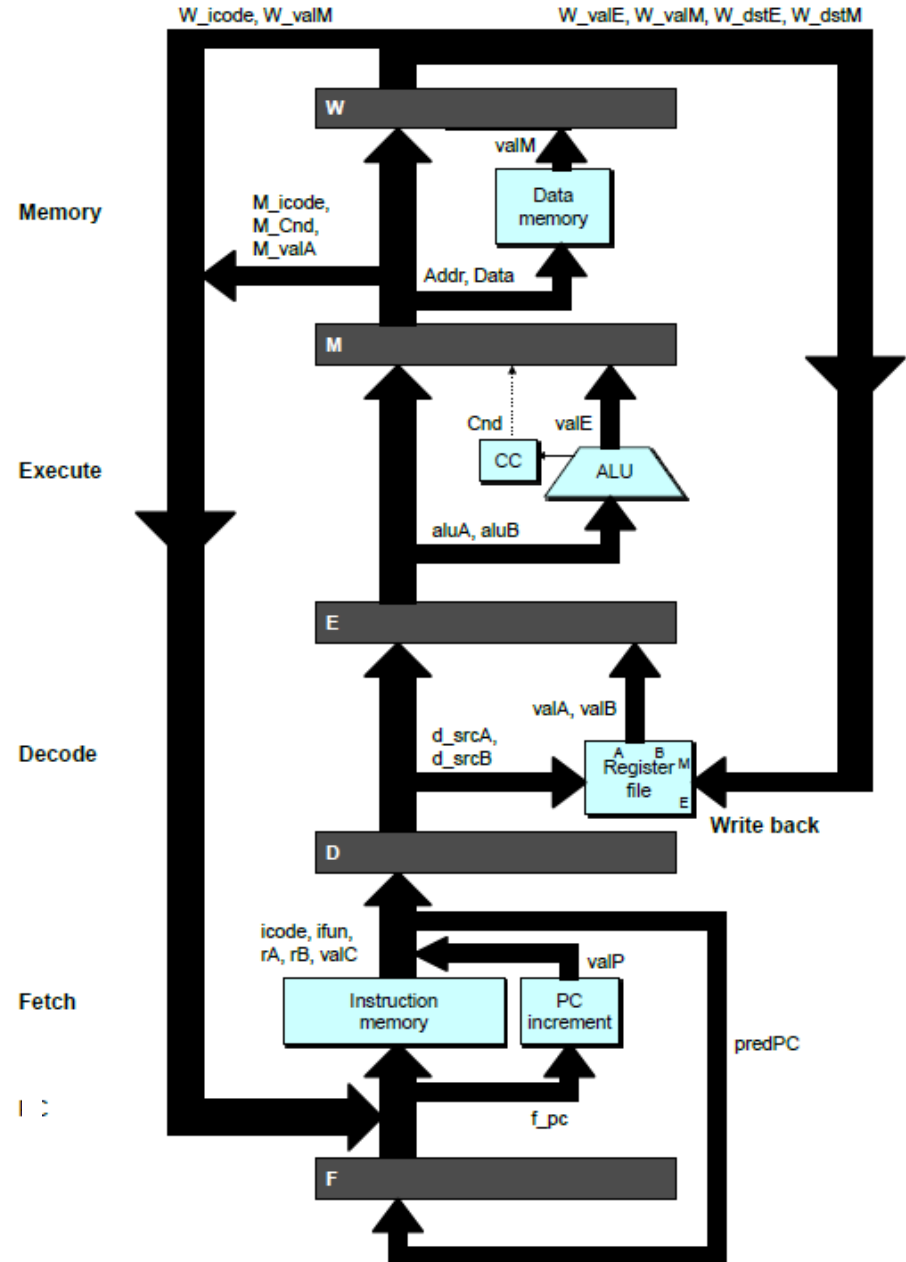 W_icode, W_valM
W_valE, W_valM, W_dstE, W_dstM
W
valM
Memory
Data
memory
M_icode,
M_Cnd,
M_valA
Addr, Data
M
Cnd
valE
Execute
CC
ALU
aluA, aluB
E
valA, valB
Decode
d_srcA,
d_srcB
A
B
Register
file
M
E
Write back
D
icode, ifun,
rA, rB, valC
valP
Fetch
Instruction
memory
PC
increment
predPC
f_pc
F